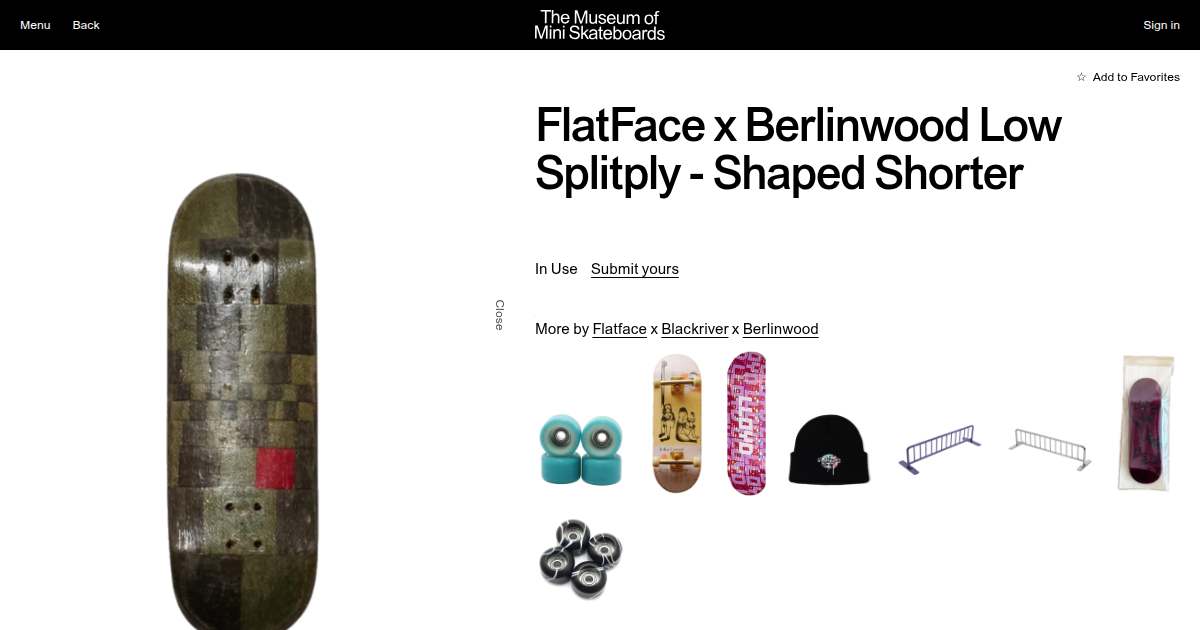 Menu
Back
The Museum of
Mini Skateboards
Sign in
☆ Add to Favorites
FlatFace x Berlinwood Low
Splitply - Shaped Shorter
In Use Submit yours
Close
More by Flatface x Blackriver x Berlinwood